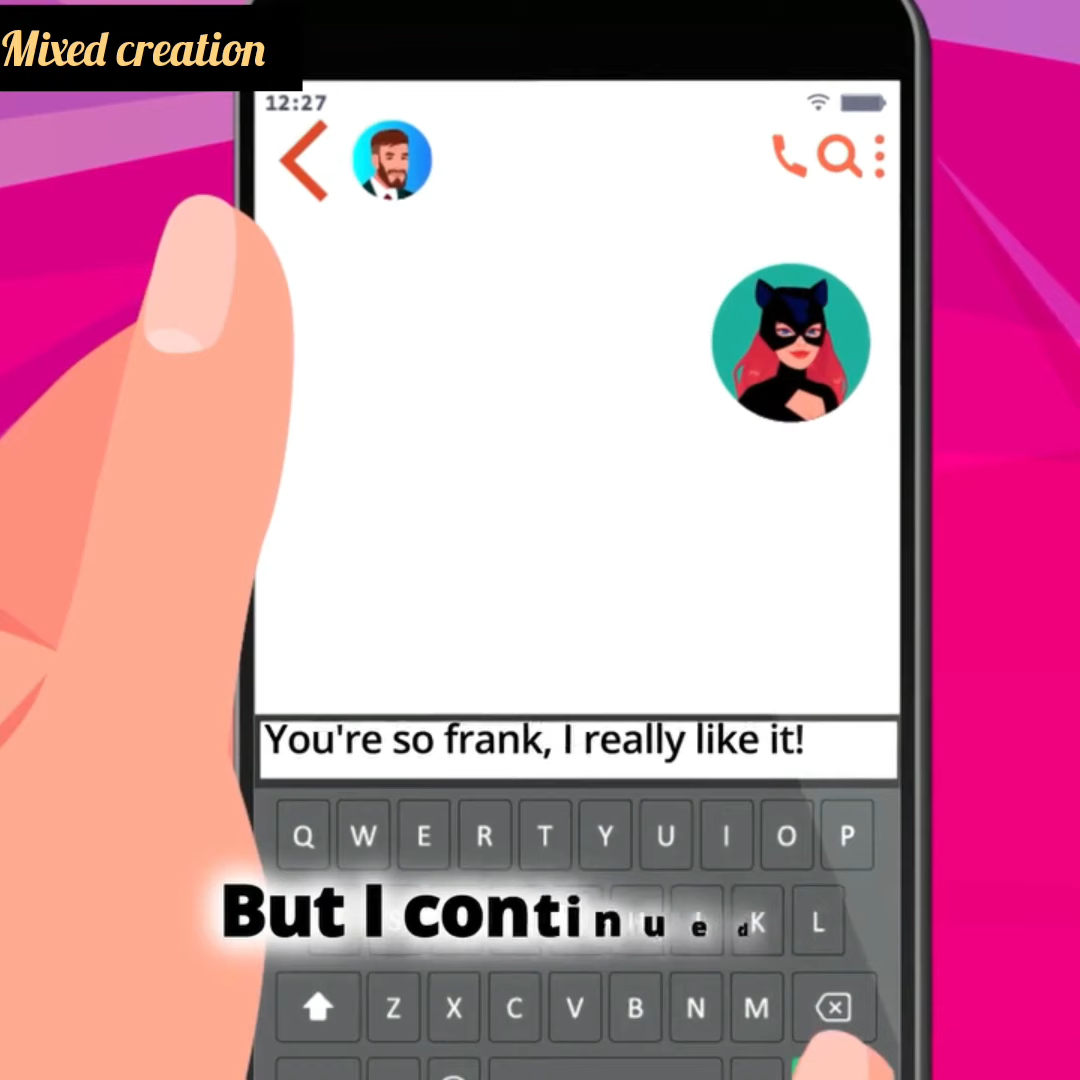 Mixed creation
12:27
You're so frank, I really like it!
Q W E R T Y U I O P
But I continued
K L
Z X C V B N M